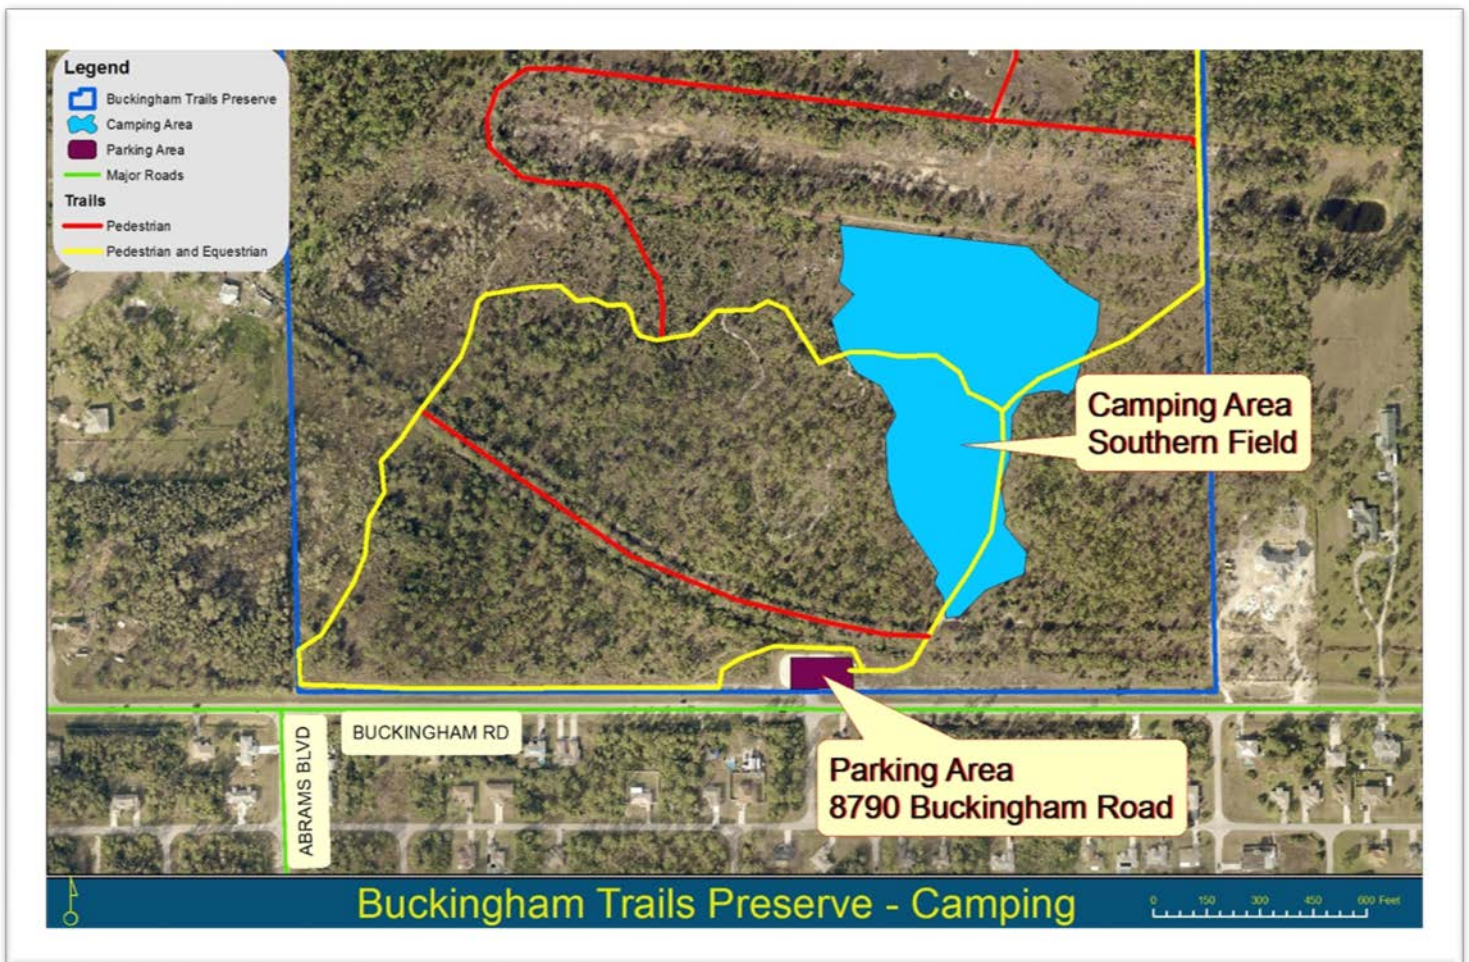 Legend
Buckingham Trails Preserve
Camping Area
Parking Area
Major Roads
Trails
Pedestrian
Pedestrian and Equestrian
Camping Area
Southern Field
BUCKINGHAM RD
ABRAMS BLVD
Parking Area
8790 Buckingham Road
Buckingham Trails Preserve - Camping
0 150 300 450 600 Feet